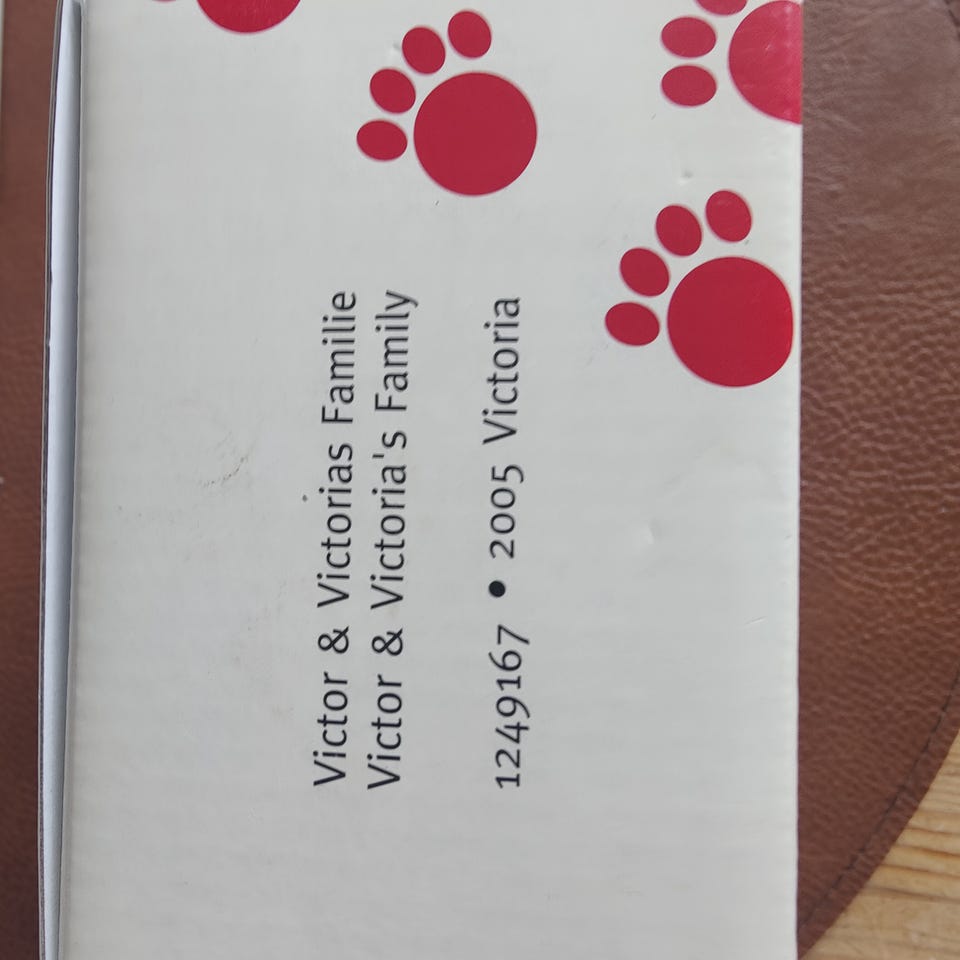 Victor & Victorias Familie
Victor & Victoria's Family
1249167 • 2005 Victoria